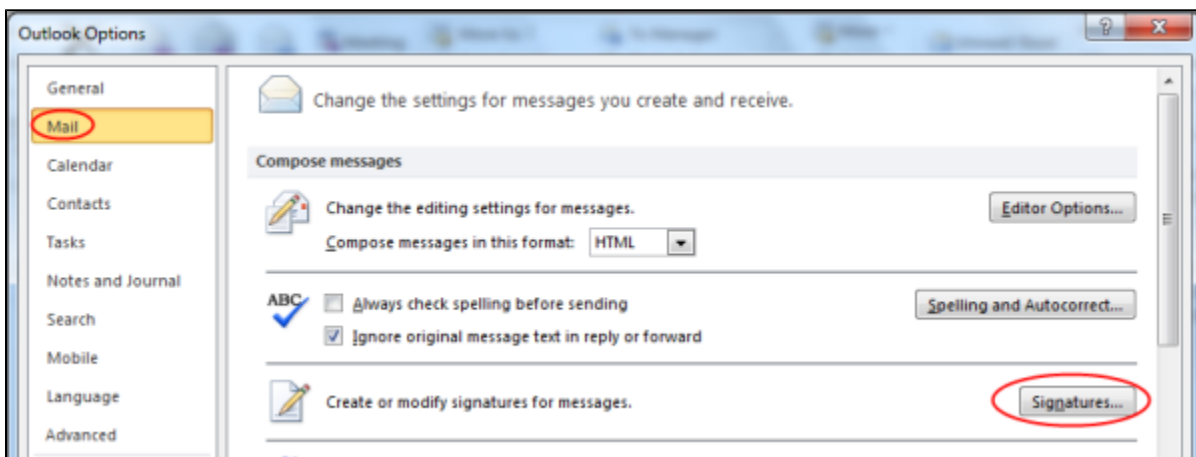 Outlook Options
General
Mail
Calendar
Contacts
Tasks
Notes and Journal
Search
Mobile
Language
Advanced
Change the settings for messages you create and receive.
Compose messages
Change the editing settings for messages.
Editor Options...
Compose messages in this format: HTML
ABC
Always check spelling before sending
Spelling and Autocorrect...
Ignore original message text in reply or forward
Create or modify signatures for messages.
Signatures...